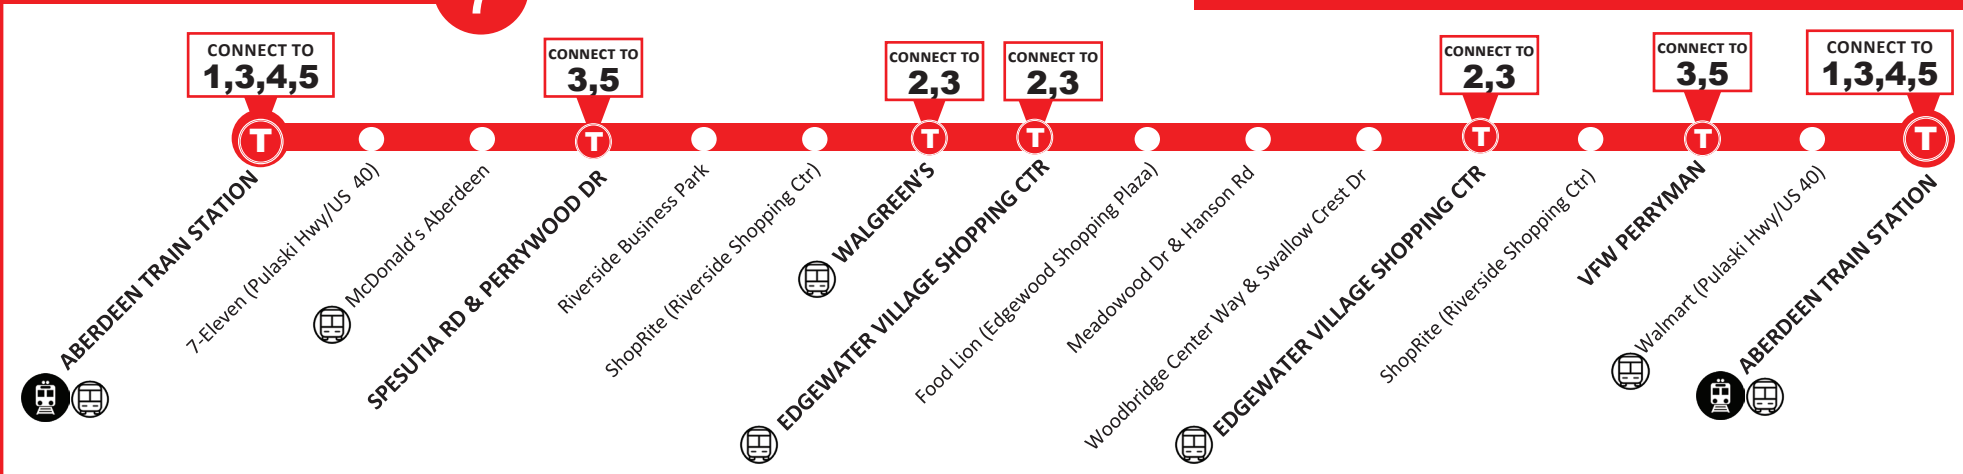 CONNECT TO
1,3,4,5
CONNECT TO
3,5
CONNECT TO
2,3
CONNECT TO
2,3
CONNECT TO
2,3
CONNECT TO
3,5
CONNECT TO
1,3,4,5
T
T
T
T
T
T
T
ABERDEEN TRAIN STATION
7-Eleven (Pulaski Hwy/US 40)
McDonald's Aberdeen
SPESUTIA RD & PERRYWOOD DR
Riverside Business Park
ShopRite (Riverside Shopping Ctr)
WALGREEN'S
EDGEWATER VILLAGE SHOPPING CTR
Food Lion (Edgewood Shopping Plaza)
Meadowood Dr & Hanson Rd
Woodbridge Center Way & Swallow Crest Dr
EDGEWATER VILLAGE SHOPPING CTR
ShopRite (Riverside Shopping Ctr)
VFW PERRYMAN
Walmart (Pulaski Hwy/US 40)
ABERDEEN TRAIN STATION